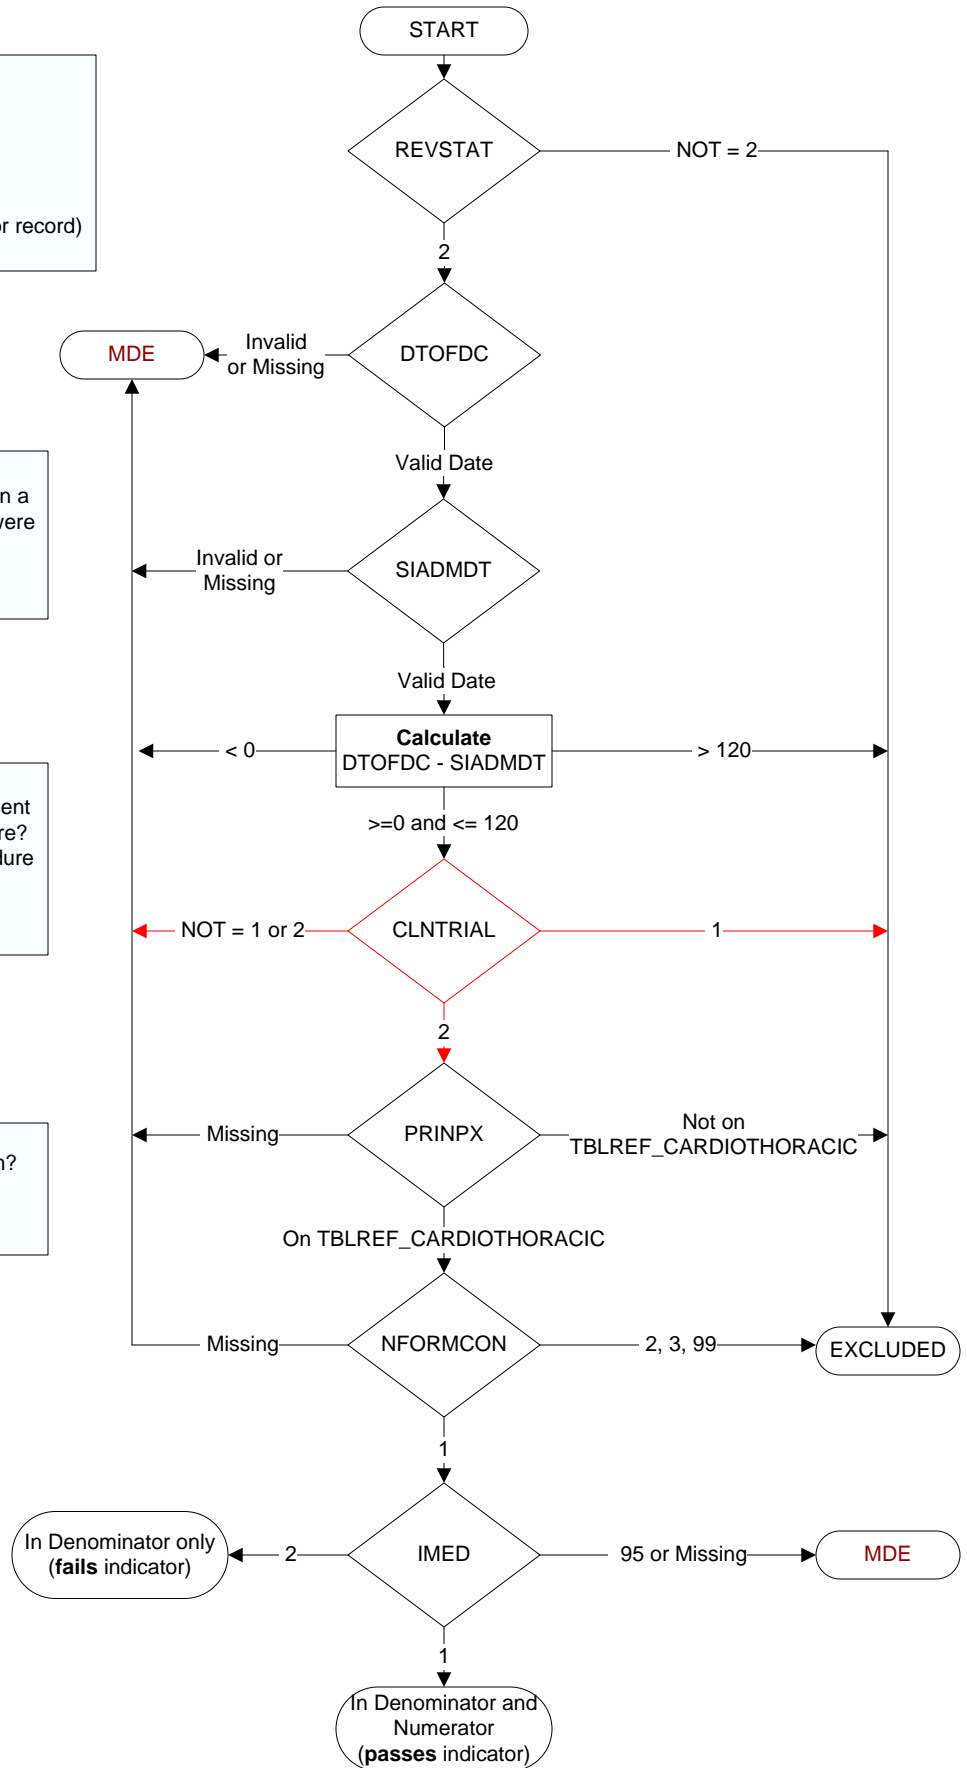 START
REVSTAT
NOT = 2
or record)
2
MDE
Invalid
or Missing
DTOFDC
Valid Date
n a
were
Invalid or
Missing
SIADMDT
Valid Date
< 0
Calculate
DTOFDC - SIADMDT
> 120
ent
re?
dure
>=0 and <= 120
NOT = 1 or 2
CLNTRIAL
1
2
Missing
PRINPX
Not on
TBLREF_CARDIOTHORACIC
n?
On TBLREF_CARDIOTHORACIC
Missing
NFORMCON
2, 3, 99
EXCLUDED
1
In Denominator only
(fails indicator)
2
IMED
95 or Missing
MDE
1
In Denominator and
Numerator
(passes indicator)